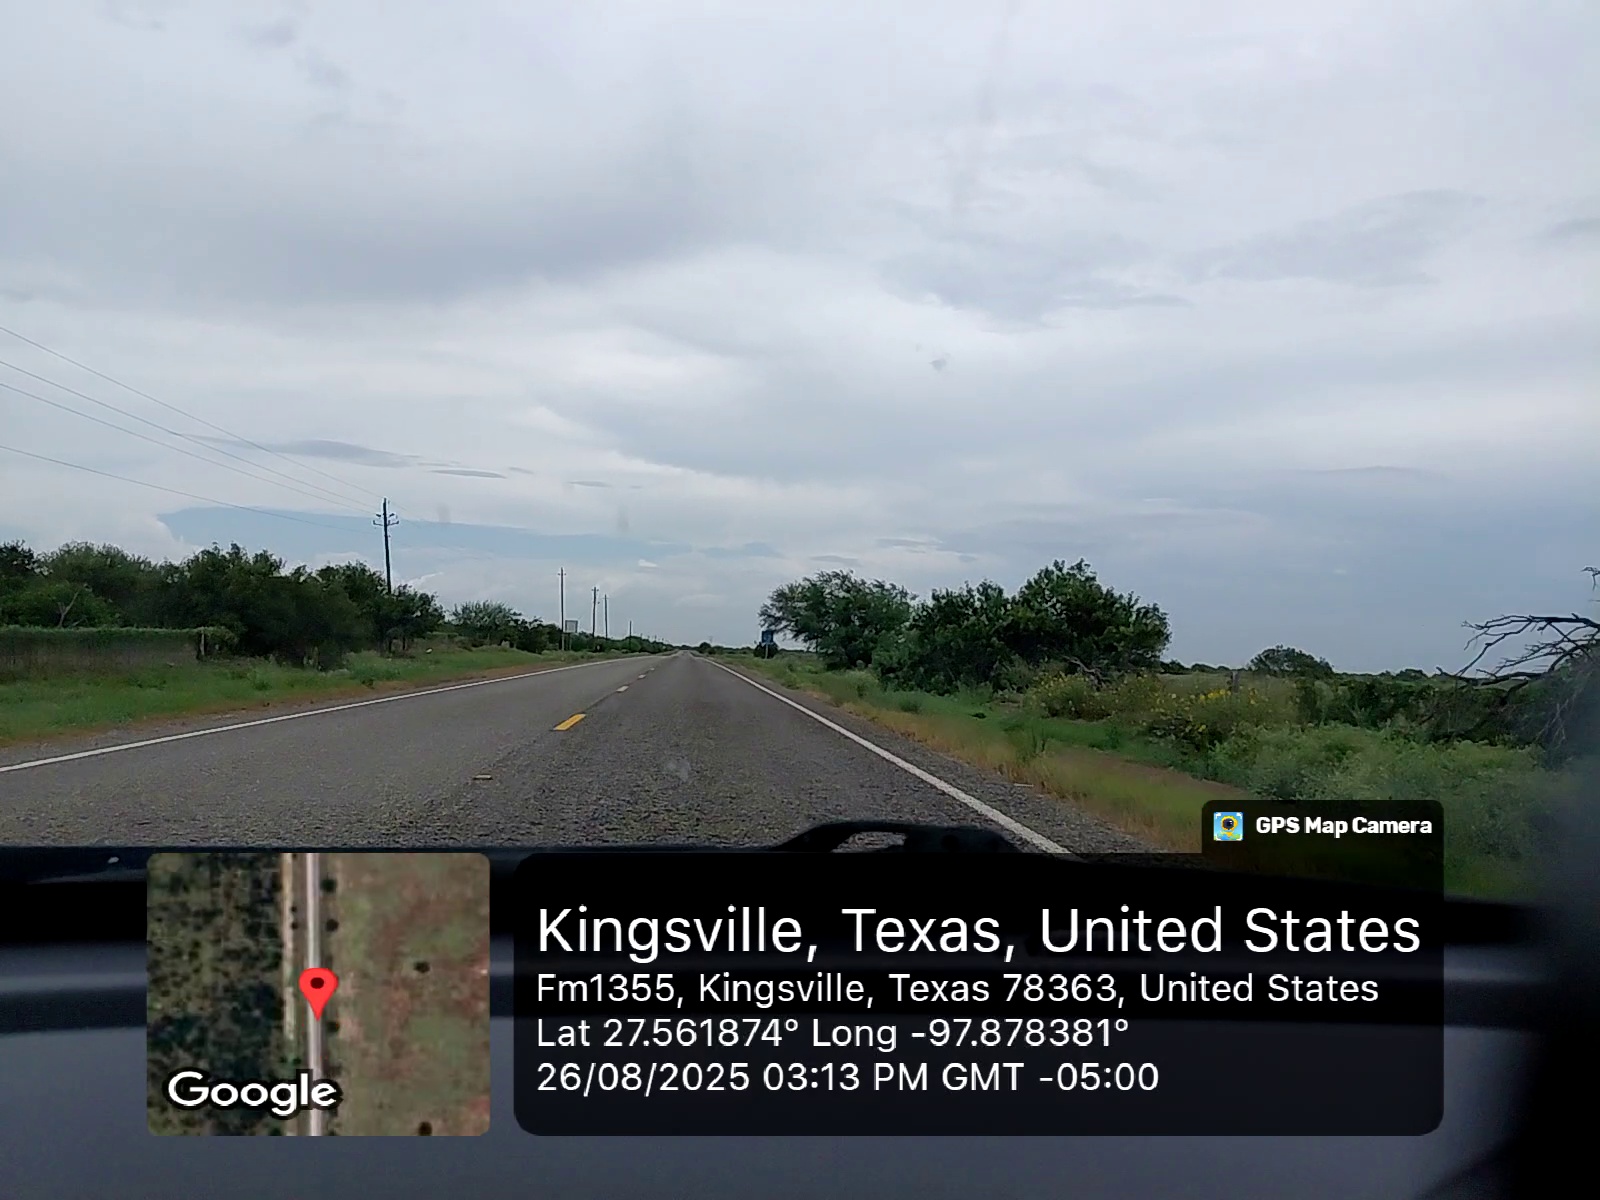 GPS Map Camera
Kingsville, Texas, United States
Fm1355, Kingsville, Texas 78363, United States
Lat 27.561874° Long -97.878381°
26/08/2025 03:13 PM GMT -05:00
Google